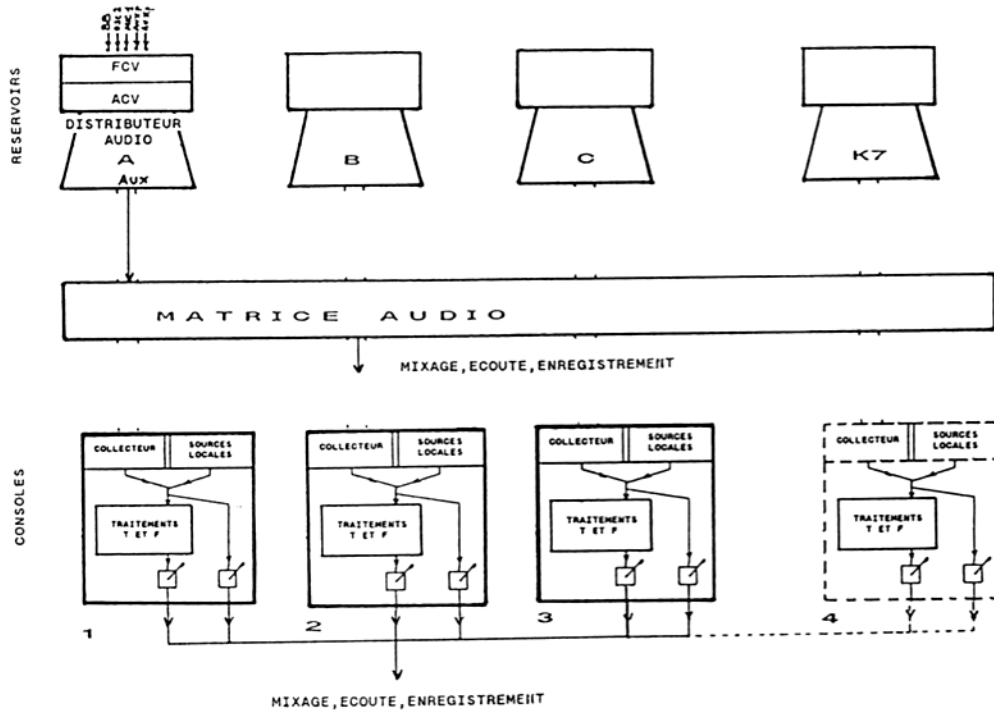 RESERVOIRS
FCV
ACV
DISTRIBUTEUR
AUDIO
A
Aux
B
C
K7
MATRICE AUDIO
MIXAGE, ECOUTE, ENREGISTREMENT
CONSOLES
COLLECTEUR
SOURCES
LOCALES
TRAITEMENTS
T ET F
1
COLLECTEUR
SOURCES
LOCALES
TRAITEMENTS
T ET F
2
COLLECTEUR
SOURCES
LOCALES
TRAITEMENTS
T ET F
3
COLLECTEUR
SOURCES
LOCALES
TRAITEMENTS
T ET F
4
MIXAGE, ECOUTE, ENREGISTREMENT